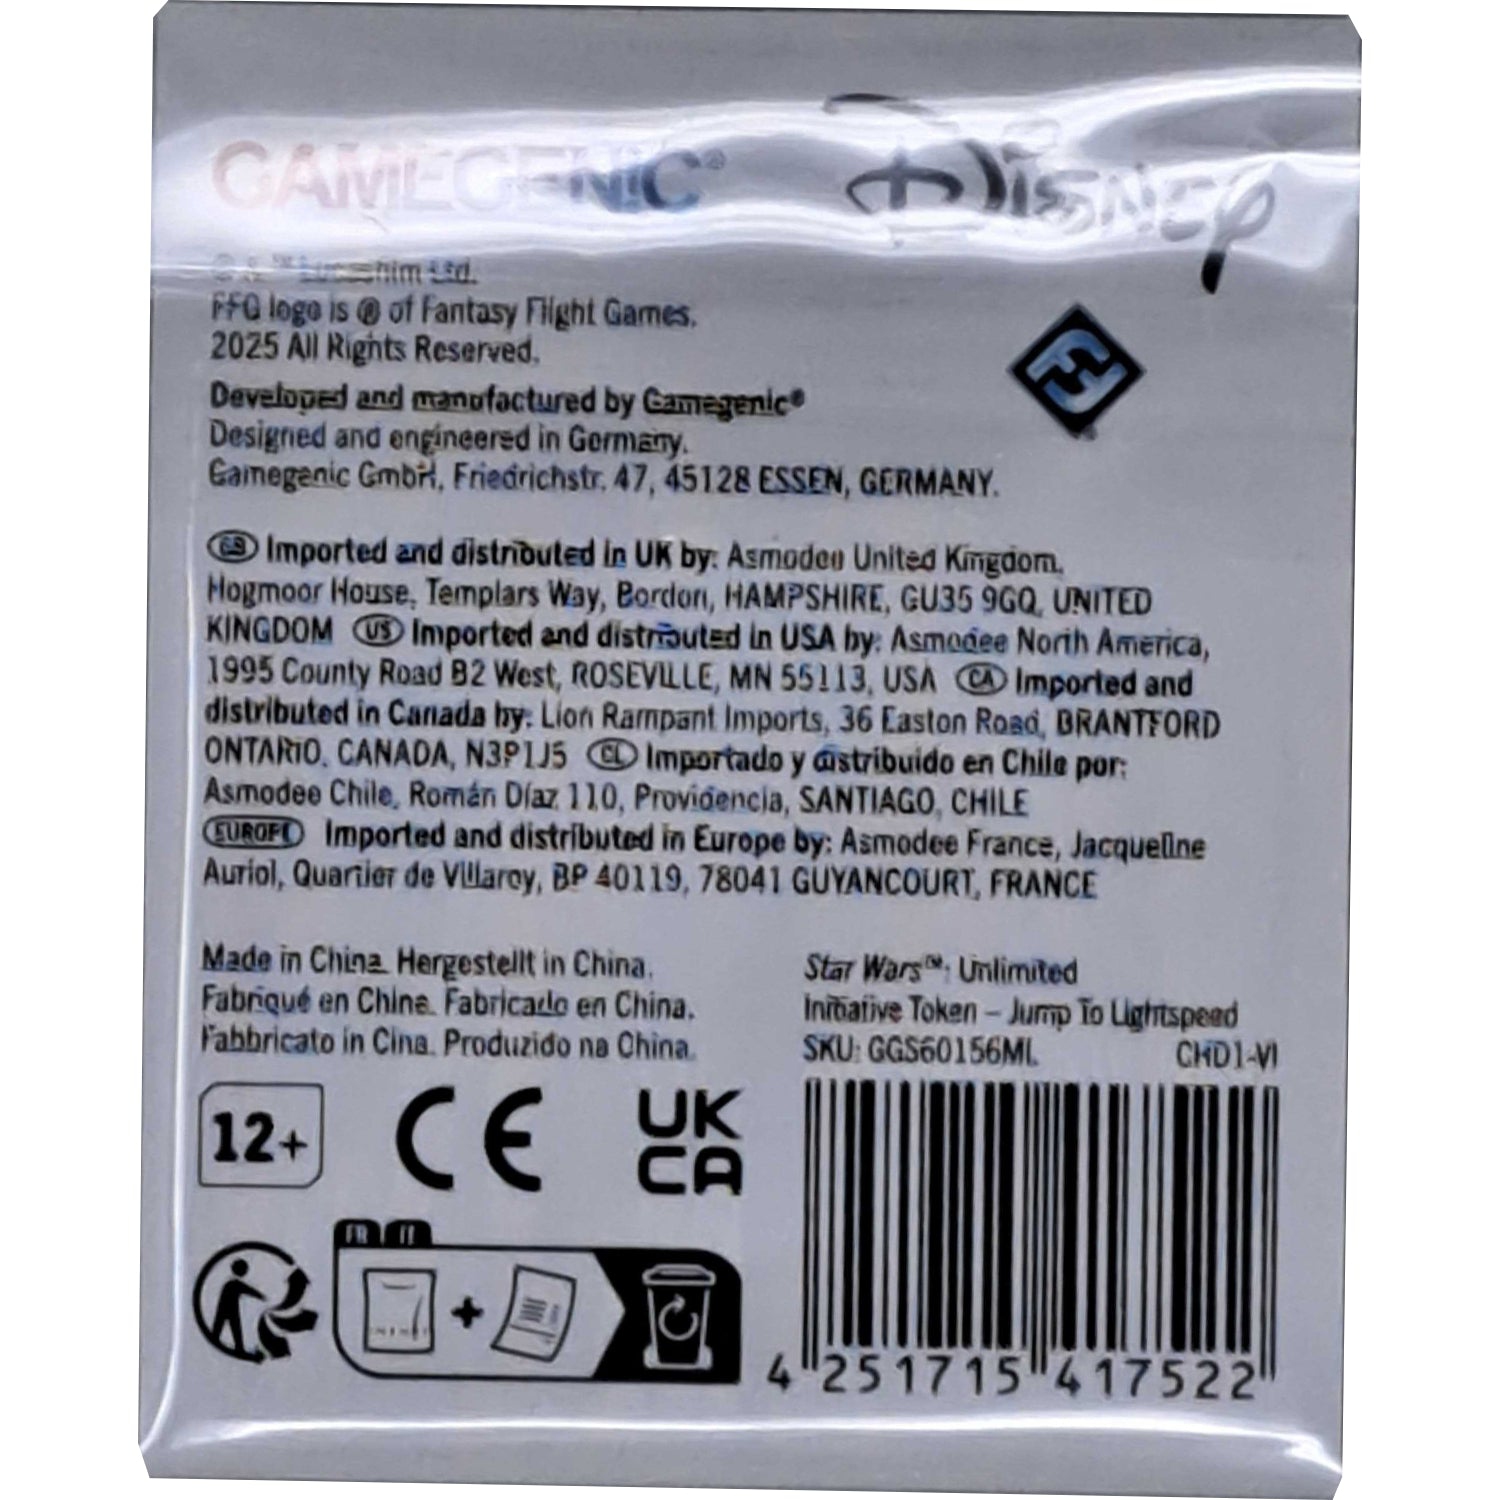 GAMEGENIC®
Disney
© & ™ Lucasfilm Ltd.
FFG logo is ® of Fantasy Flight Games.
2025 All Rights Reserved.
Developed and manufactured by Gamegenic®
Designed and engineered in Germany.
Gamegenic GmbH, Friedrichstr. 47, 45128 ESSEN, GERMANY.
GB Imported and distributed in UK by: Asmodee United Kingdom.
Hogmoor House, Templars Way, Bordon, HAMPSHIRE, GU35 9GQ, UNITED
KINGDOM US Imported and distributed in USA by: Asmodee North America,
1995 County Road B2 West, ROSEVILLE, MN 55113, USA CA Imported and
distributed in Canada by: Lion Rampant Imports, 36 Easton Road, BRANTFORD
ONTARIO, CANADA, N3P1J5 CL Importado y distribuido en Chile por:
Asmodee Chile, Román Díaz 110, Providencia, SANTIAGO, CHILE
EUROPE Imported and distributed in Europe by: Asmodee France, Jacqueline
Auriol, Quartier de Villaroy, BP 40119, 78041 GUYANCOURT, FRANCE
Made in China. Hergestellt in China.
Fabriqué en Chine. Fabricado en China.
Fabbricato in Cina. Produzido na China.
Star Wars™: Unlimited
Initiative Token – Jump To Lightspeed
SKU: GGS60156ML CHD1-VI
12+
CE
UK
CA
FR IT
4 251715 417522